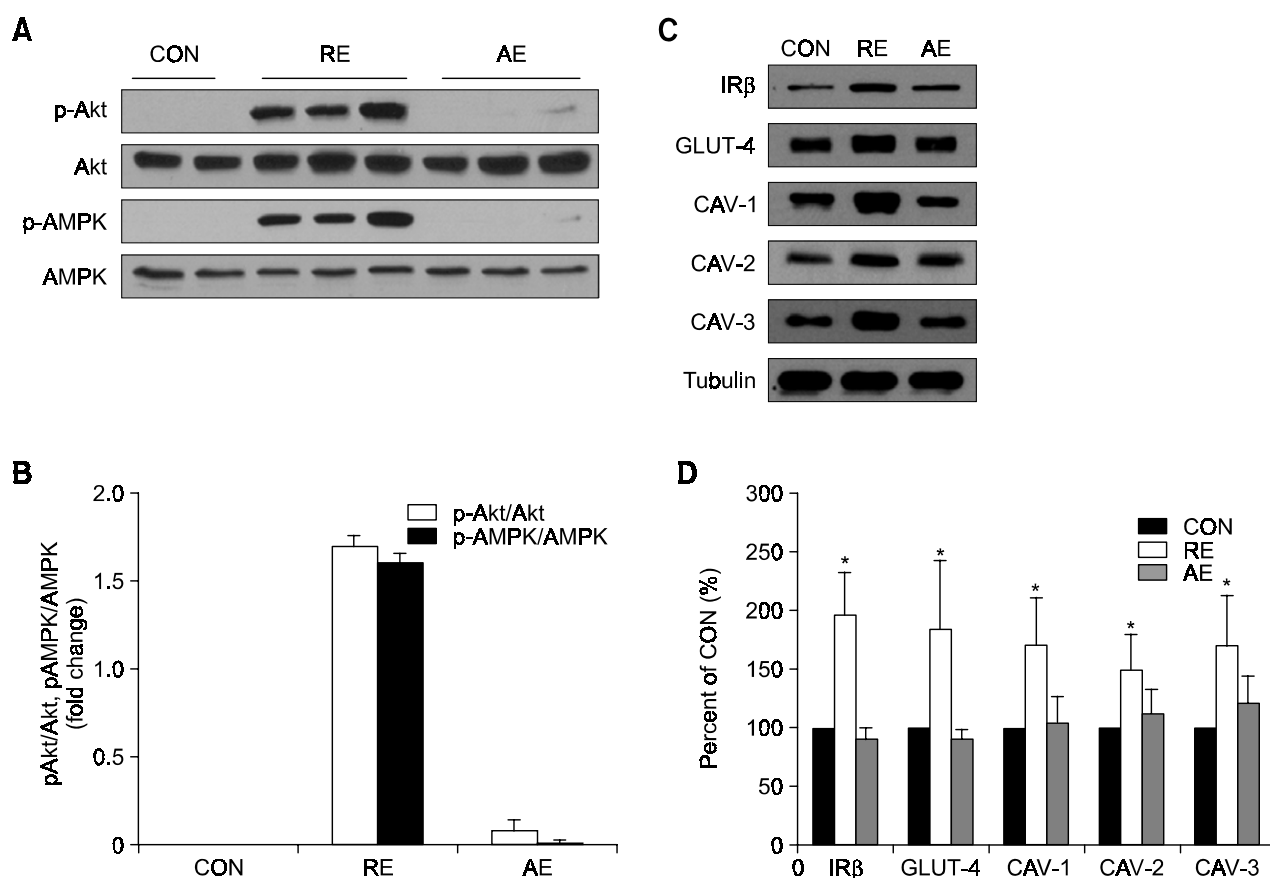 A
CON RE AE
p-Akt
Akt
p-AMPK
AMPK
C
CON RE AE
IRβ
GLUT-4
CAV-1
CAV-2
CAV-3
Tubulin
B
pAkt/Akt, pAMPK/AMPK
(fold change)
2.0
1.5
1.0
0.5
0
p-Akt/Akt
p-AMPK/AMPK
CON RE AE
D
Percent of CON (%)
300
250
200
150
100
50
0
CON
RE
AE
* * * * *
0 IRβ GLUT-4 CAV-1 CAV-2 CAV-3